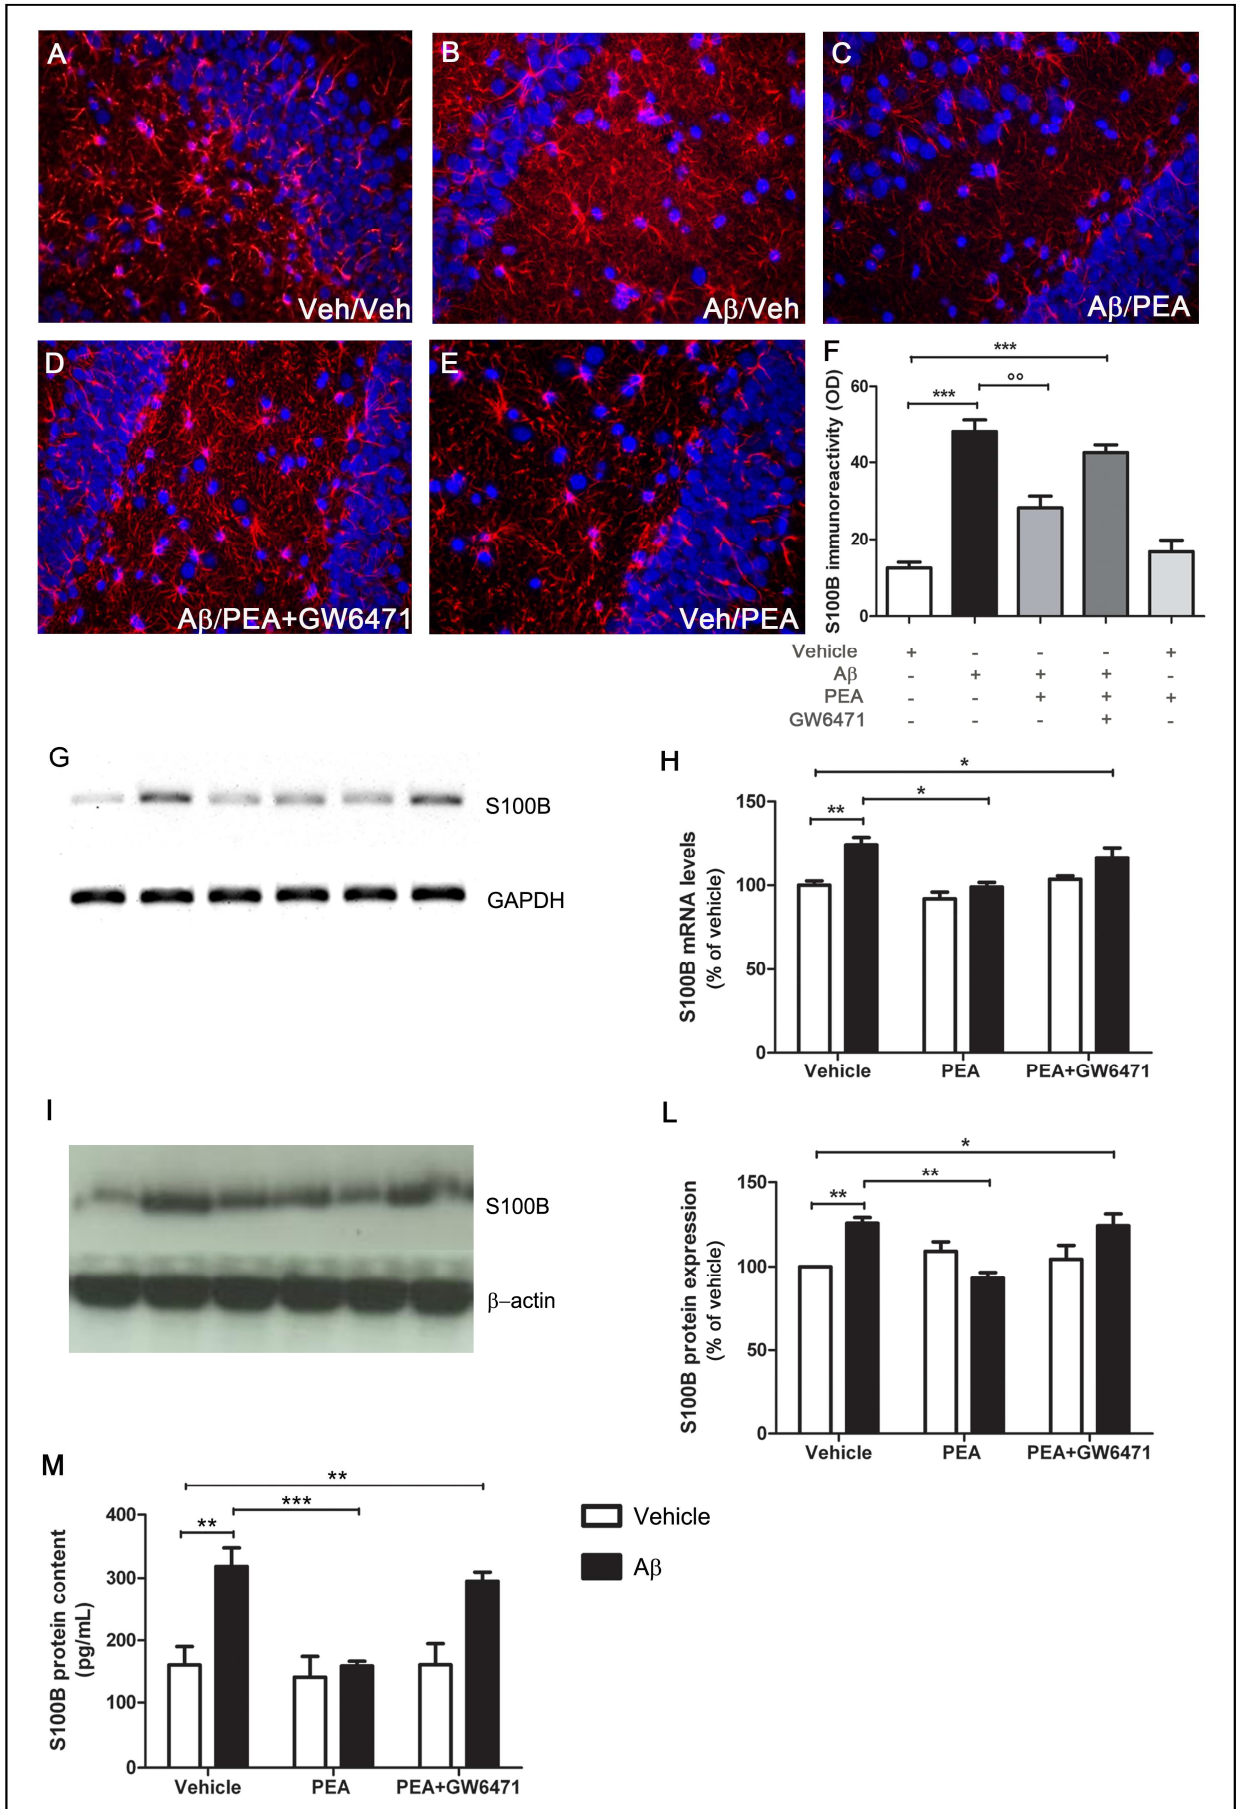 A
Veh/Veh
B
Aβ/Veh
C
Aβ/PEA
D
Aβ/PEA+GW6471
E
Veh/PEA
F
S100B immunoreactivity (OD)
***
°°
***
60
40
20
0
Vehicle + - - - +
Aβ - + + + -
PEA - - + + +
GW6471 - - - + -
G
S100B
GAPDH
H
*
*
**
S100B mRNA levels
(% of vehicle)
150
100
50
0
Vehicle PEA PEA+GW6471
I
S100B
β–actin
L
*
**
**
S100B protein expression
(% of vehicle)
150
100
50
0
Vehicle PEA PEA+GW6471
M
**
***
**
S100B protein content
(pg/mL)
400
300
200
100
0
Vehicle PEA PEA+GW6471
Vehicle
Aβ